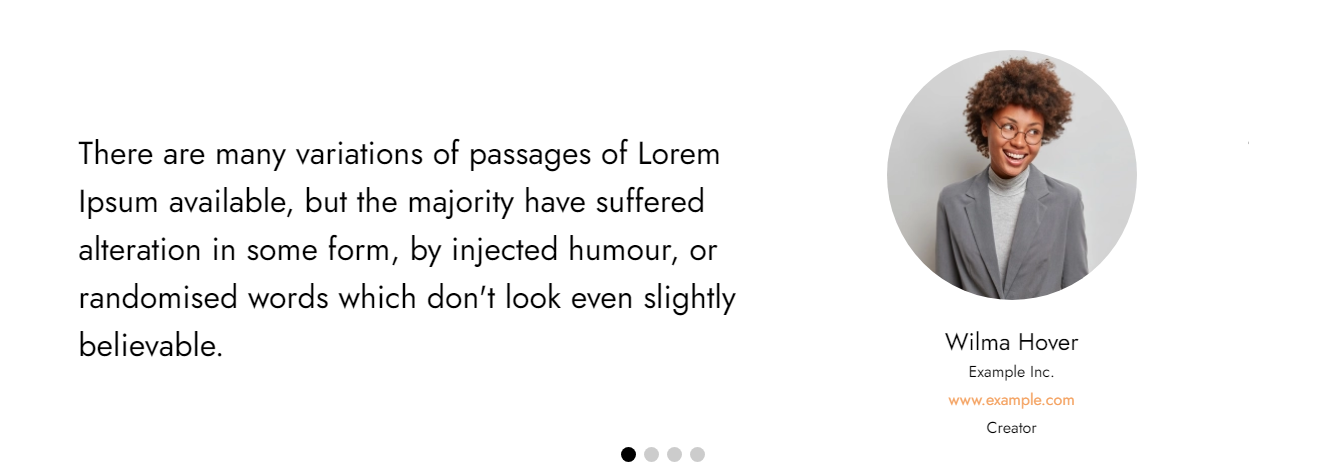 There are many variations of passages of Lorem
Ipsum available, but the majority have suffered
alteration in some form, by injected humour, or
randomised words which don't look even slightly
believable.
Wilma Hover
Example Inc.
www.example.com
Creator